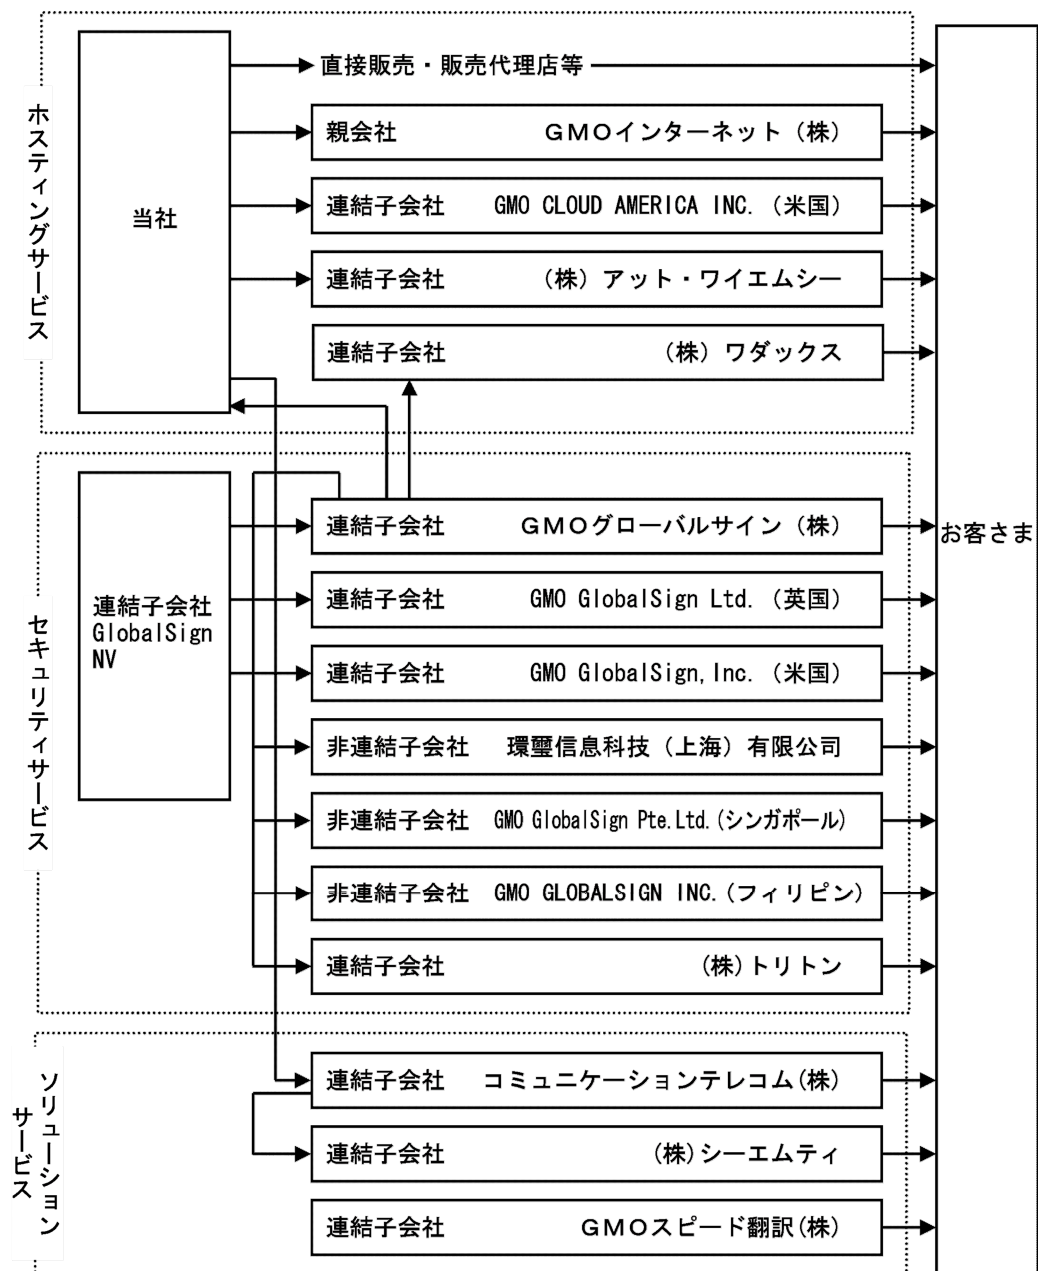 ホスティングサービス
当社
直接販売・販売代理店等
親会社 GMOインターネット（株）
連結子会社 GMO CLOUD AMERICA INC.（米国）
連結子会社 （株）アット・ワイエムシー
連結子会社 （株）ワダックス
セキュリティサービス
連結子会社
GlobalSign
NV
連結子会社 GMOグローバルサイン（株）
連結子会社 GMO GlobalSign Ltd.（英国）
連結子会社 GMO GlobalSign,Inc.（米国）
非連結子会社 環璽信息科技（上海）有限公司
非連結子会社 GMO GlobalSign Pte.Ltd.(シンガポール)
非連結子会社 GMO GLOBALSIGN INC.(フィリピン)
連結子会社 (株)トリトン
ソリューション
サービス
連結子会社 コミュニケーションテレコム(株)
連結子会社 (株)シーエムティ
連結子会社 GMOスピード翻訳(株)
お客さま